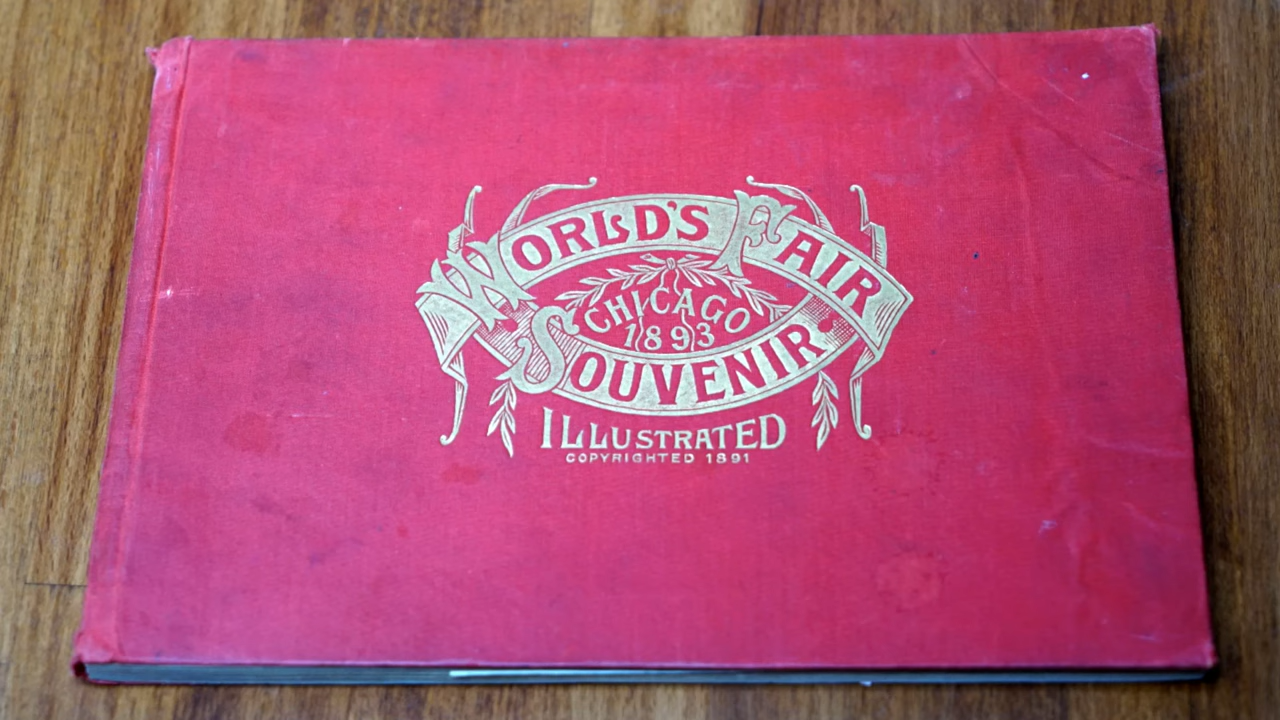 WORLD'S FAIR
CHICAGO
1893
SOUVENIR
ILLUSTRATED
COPYRIGHTED 1891